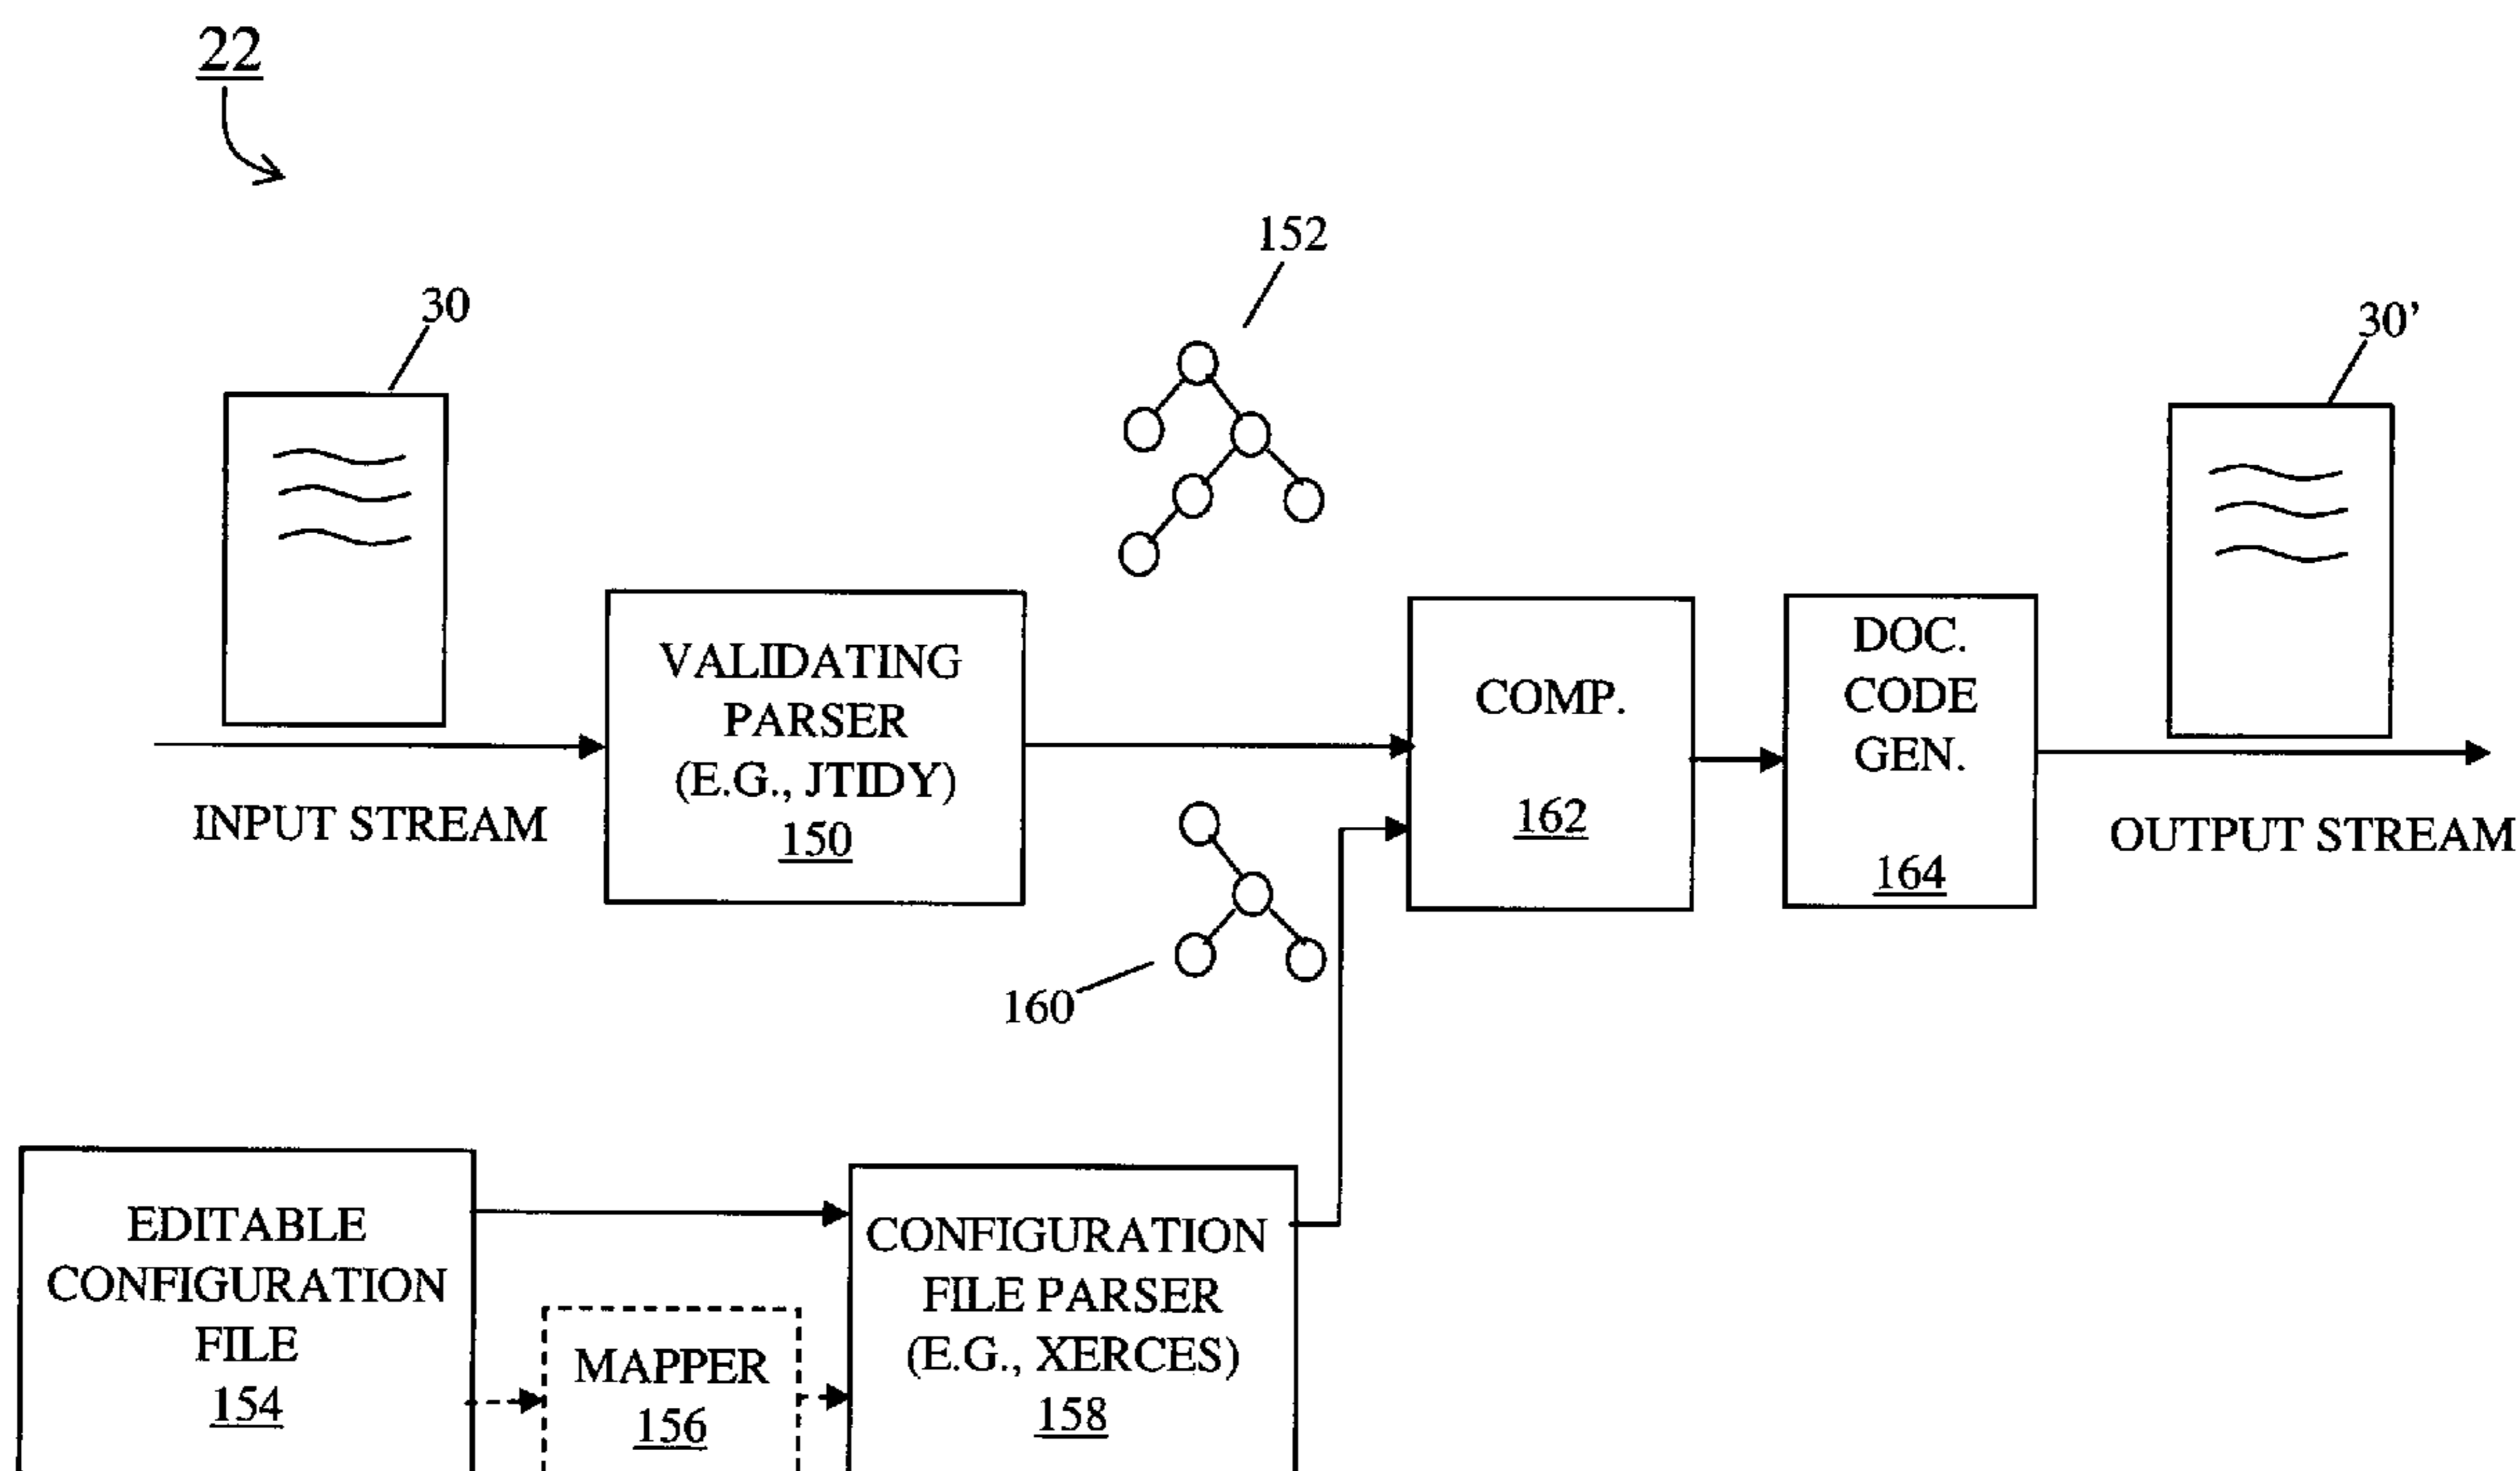 22
152
30
30’
VALIDATING
PARSER
(E.G., JTIDY)
150
COMP.
162
DOC.
CODE
GEN.
164
INPUT STREAM
OUTPUT STREAM
160
EDITABLE
CONFIGURATION
FILE
154
MAPPER
156
CONFIGURATION
FILE PARSER
(E.G., XERCES)
158